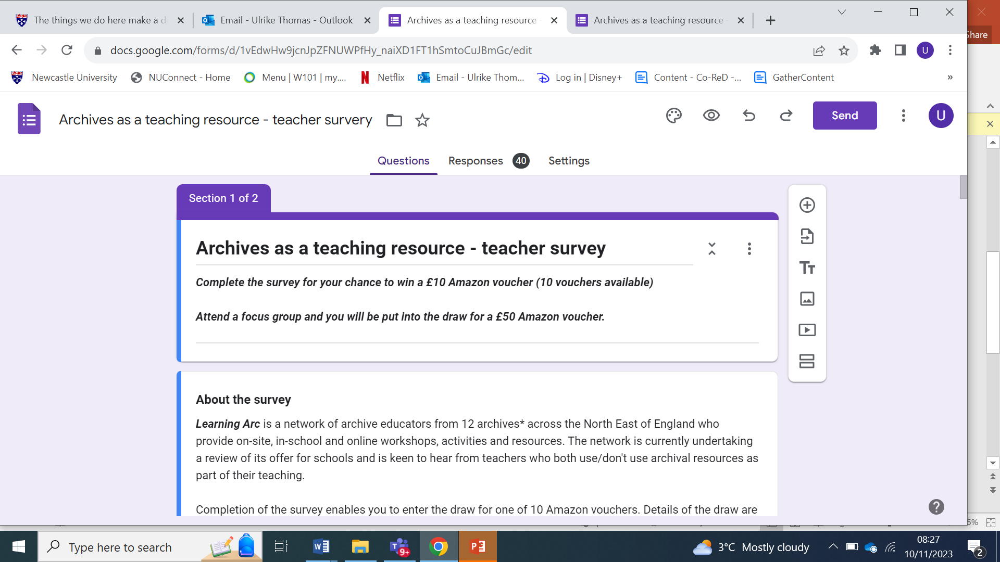 The things we do here make a d
Email - Ulrike Thomas - Outlook
Archives as a teaching resource
Archives as a teaching resource
Share
docs.google.com/forms/d/1vEdwHw9jcnJpZFNUWPfHy_naiXD1FT1hSmtoCuJBmGc/edit
U
Newcastle University
NUConnect - Home
Menu | W101 | my....
Netflix
Email - Ulrike Thom...
Log in | Disney+
Content - Co-ReD -...
GatherContent
»
Archives as a teaching resource - teacher survery
Send
U
Questions
Responses 40
Settings
Section 1 of 2
Archives as a teaching resource - teacher survey
Complete the survey for your chance to win a £10 Amazon voucher (10 vouchers available)
Attend a focus group and you will be put into the draw for a £50 Amazon voucher.
About the survey
Learning Arc is a network of archive educators from 12 archives* across the North East of England who
provide on-site, in-school and online workshops, activities and resources. The network is currently undertaking
a review of its offer for schools and is keen to hear from teachers who both use/don't use archival resources as
part of their teaching.
Completion of the survey enables you to enter the draw for one of 10 Amazon vouchers. Details of the draw are
5%
Type here to search
9+
3°C Mostly cloudy
08:27
10/11/2023
2